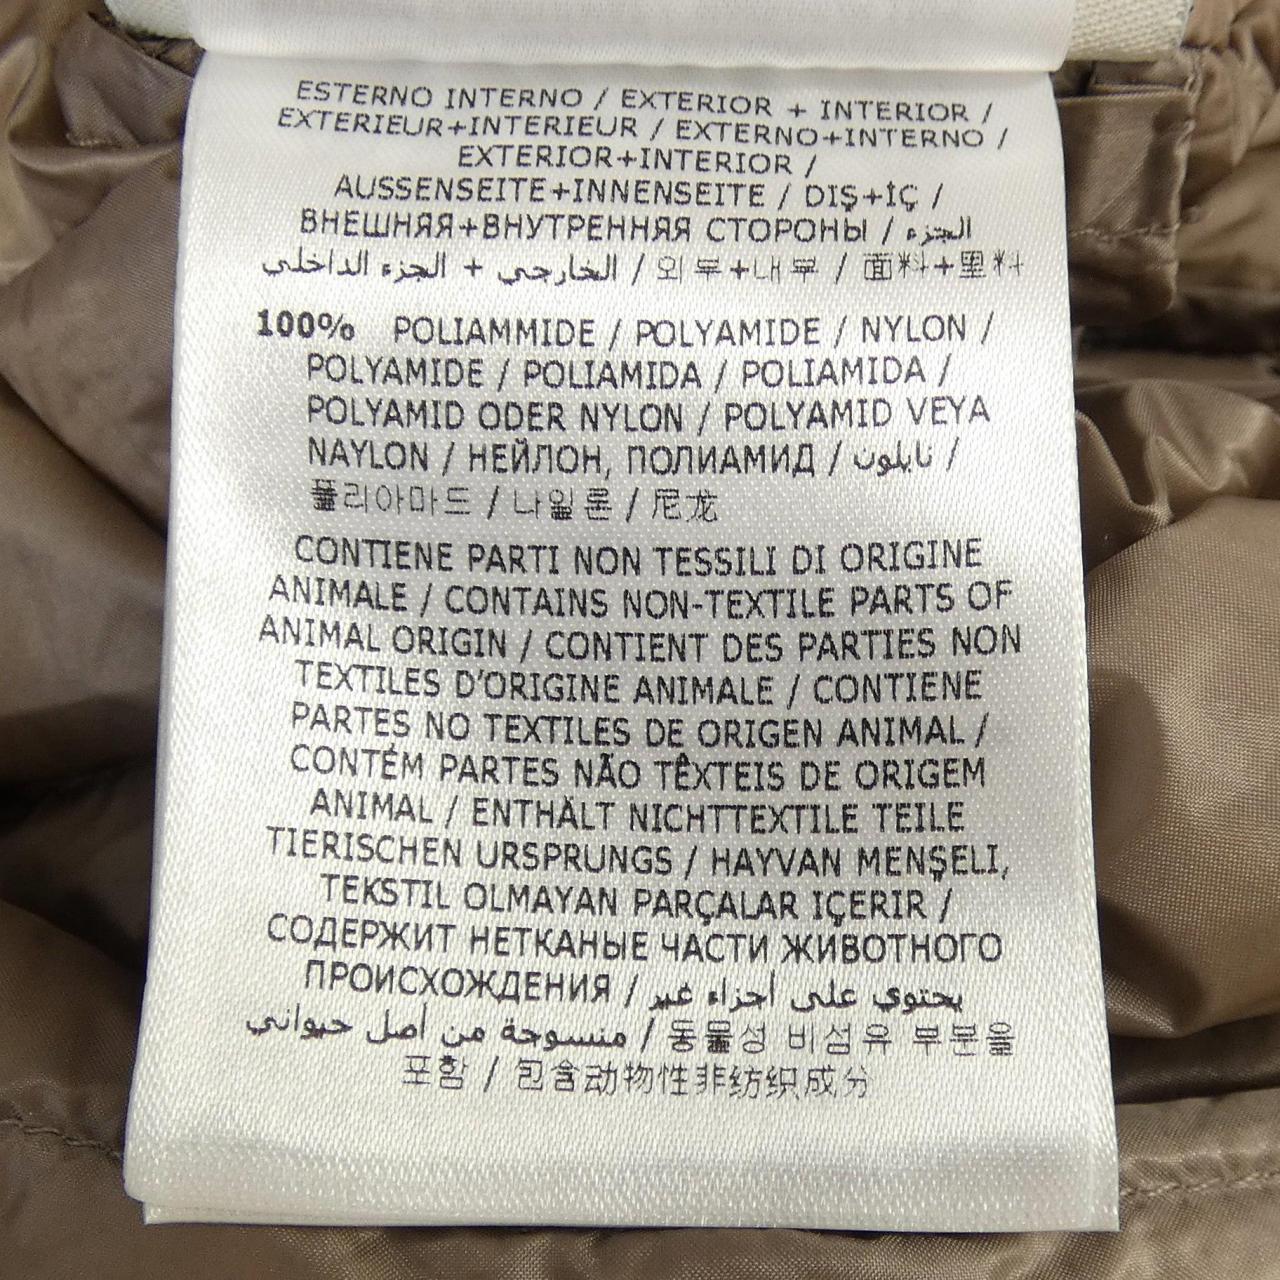 ESTERNO INTERNO / EXTERIOR + INTERIOR /
EXTERIEUR+INTERIEUR / EXTERNO+INTERNO /
EXTERIOR+INTERIOR /
AUSSENSEITE+INNENSEITE / DIŞ+İÇ /
ВНЕШНЯЯ+ВНУТРЕННЯЯ СТОРОНЫ / الجزء
الخارجي + الجزء الداخلي / 외부+내부 / 面料+里料
100% POLIAMMIDE / POLYAMIDE / NYLON /
POLYAMIDE / POLIAMIDA / POLIAMIDA /
POLYAMID ODER NYLON / POLYAMID VEYA
NAYLON / НЕЙЛОН, ПОЛИАМИД / نايلون /
폴리아마드 / 나일론 / 尼龙
CONTIENE PARTI NON TESSILI DI ORIGINE
ANIMALE / CONTAINS NON-TEXTILE PARTS OF
ANIMAL ORIGIN / CONTIENT DES PARTIES NON
TEXTILES D'ORIGINE ANIMALE / CONTIENE
PARTES NO TEXTILES DE ORIGEN ANIMAL /
CONTÉM PARTES NÃO TÊXTEIS DE ORIGEM
ANIMAL / ENTHÄLT NICHTTEXTILE TEILE
TIERISCHEN URSPRUNGS / HAYVAN MENŞELI,
TEKSTIL OLMAYAN PARÇALAR IÇERIR /
СОДЕРЖИТ НЕТКАНЫЕ ЧАСТИ ЖИВОТНОГО
ПРОИСХОЖДЕНИЯ / يحتوي على أجزاء غير
منسوجة من أصل حيواني / 동물성 비섬유 부분을
포함 / 包含动物性非纺织成分